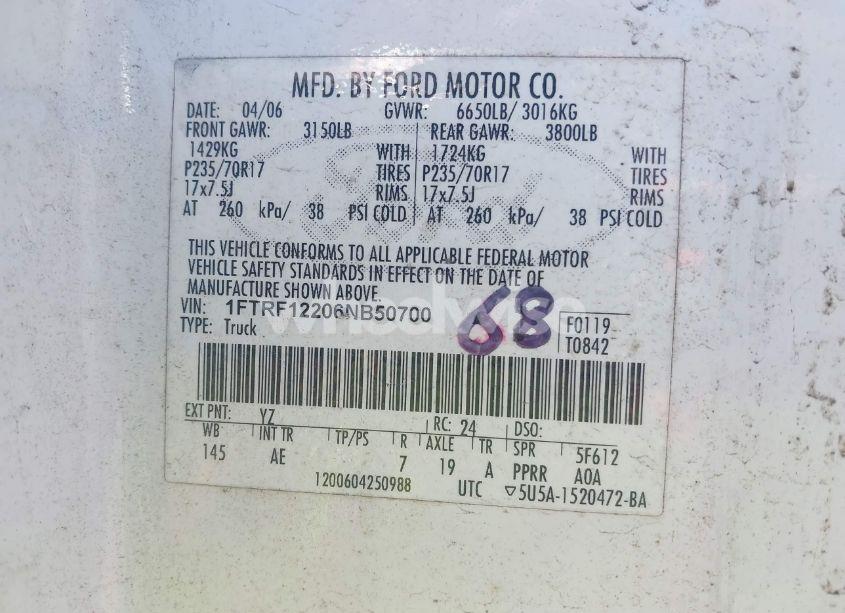 MFD. BY FORD MOTOR CO.
DATE: 04/06 GVWR: 6650LB/ 3016KG
FRONT GAWR: 3150LB REAR GAWR: 3800LB
1429KG WITH 1724KG WITH
P235/70R17 TIRES P235/70R17 TIRES
17x7.5J RIMS 17x7.5J RIMS
AT 260 kPa/ 38 PSI COLD AT 260 kPa/ 38 PSI COLD
THIS VEHICLE CONFORMS TO ALL APPLICABLE FEDERAL MOTOR
VEHICLE SAFETY STANDARDS IN EFFECT ON THE DATE OF
MANUFACTURE SHOWN ABOVE.
VIN: 1FTRF12206NB50700
TYPE: Truck
68
F0119
T0842
EXT PNT: YZ RC: 24 DSO:
WB INT TR TP/PS R AXLE TR SPR 5F612
145 AE 7 19 A PPRR AOA
1200604250988 UTC ▽5U5A-1520472-BA